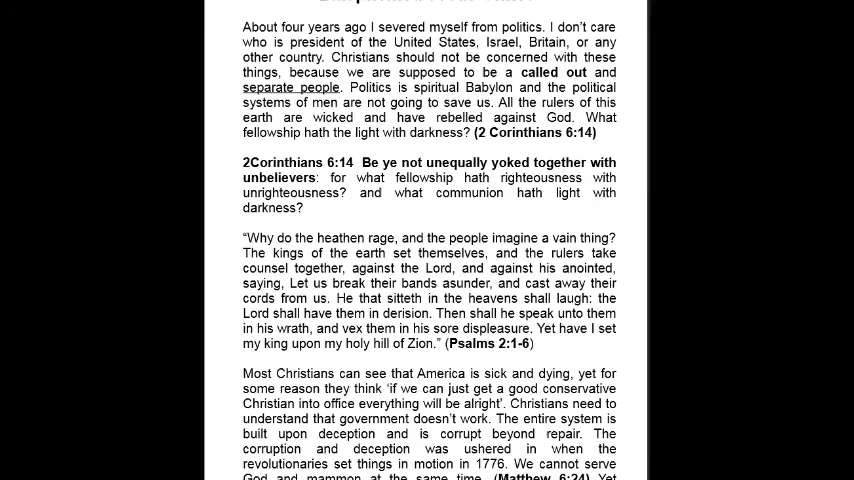 About four years ago I severed myself from politics. I don't care
who is president of the United States, Israel, Britain, or any
other country. Christians should not be concerned with these
things, because we are supposed to be a called out and
separate people. Politics is spiritual Babylon and the political
systems of men are not going to save us. All the rulers of this
earth are wicked and have rebelled against God. What
fellowship hath the light with darkness? (2 Corinthians 6:14)
2Corinthians 6:14 Be ye not unequally yoked together with
unbelievers: for what fellowship hath righteousness with
unrighteousness? and what communion hath light with
darkness?
“Why do the heathen rage, and the people imagine a vain thing?
The kings of the earth set themselves, and the rulers take
counsel together, against the Lord, and against his anointed,
saying, Let us break their bands asunder, and cast away their
cords from us. He that sitteth in the heavens shall laugh: the
Lord shall have them in derision. Then shall he speak unto them
in his wrath, and vex them in his sore displeasure. Yet have I set
my king upon my holy hill of Zion.” (Psalms 2:1-6)
Most Christians can see that America is sick and dying, yet for
some reason they think ‘if we can just get a good conservative
Christian into office everything will be alright’. Christians need to
understand that government doesn't work. The entire system is
built upon deception and is corrupt beyond repair. The
corruption and deception was ushered in when the
revolutionaries set things in motion in 1776. We cannot serve
God and mammon at the same time. (Matthew 6:24) Yet